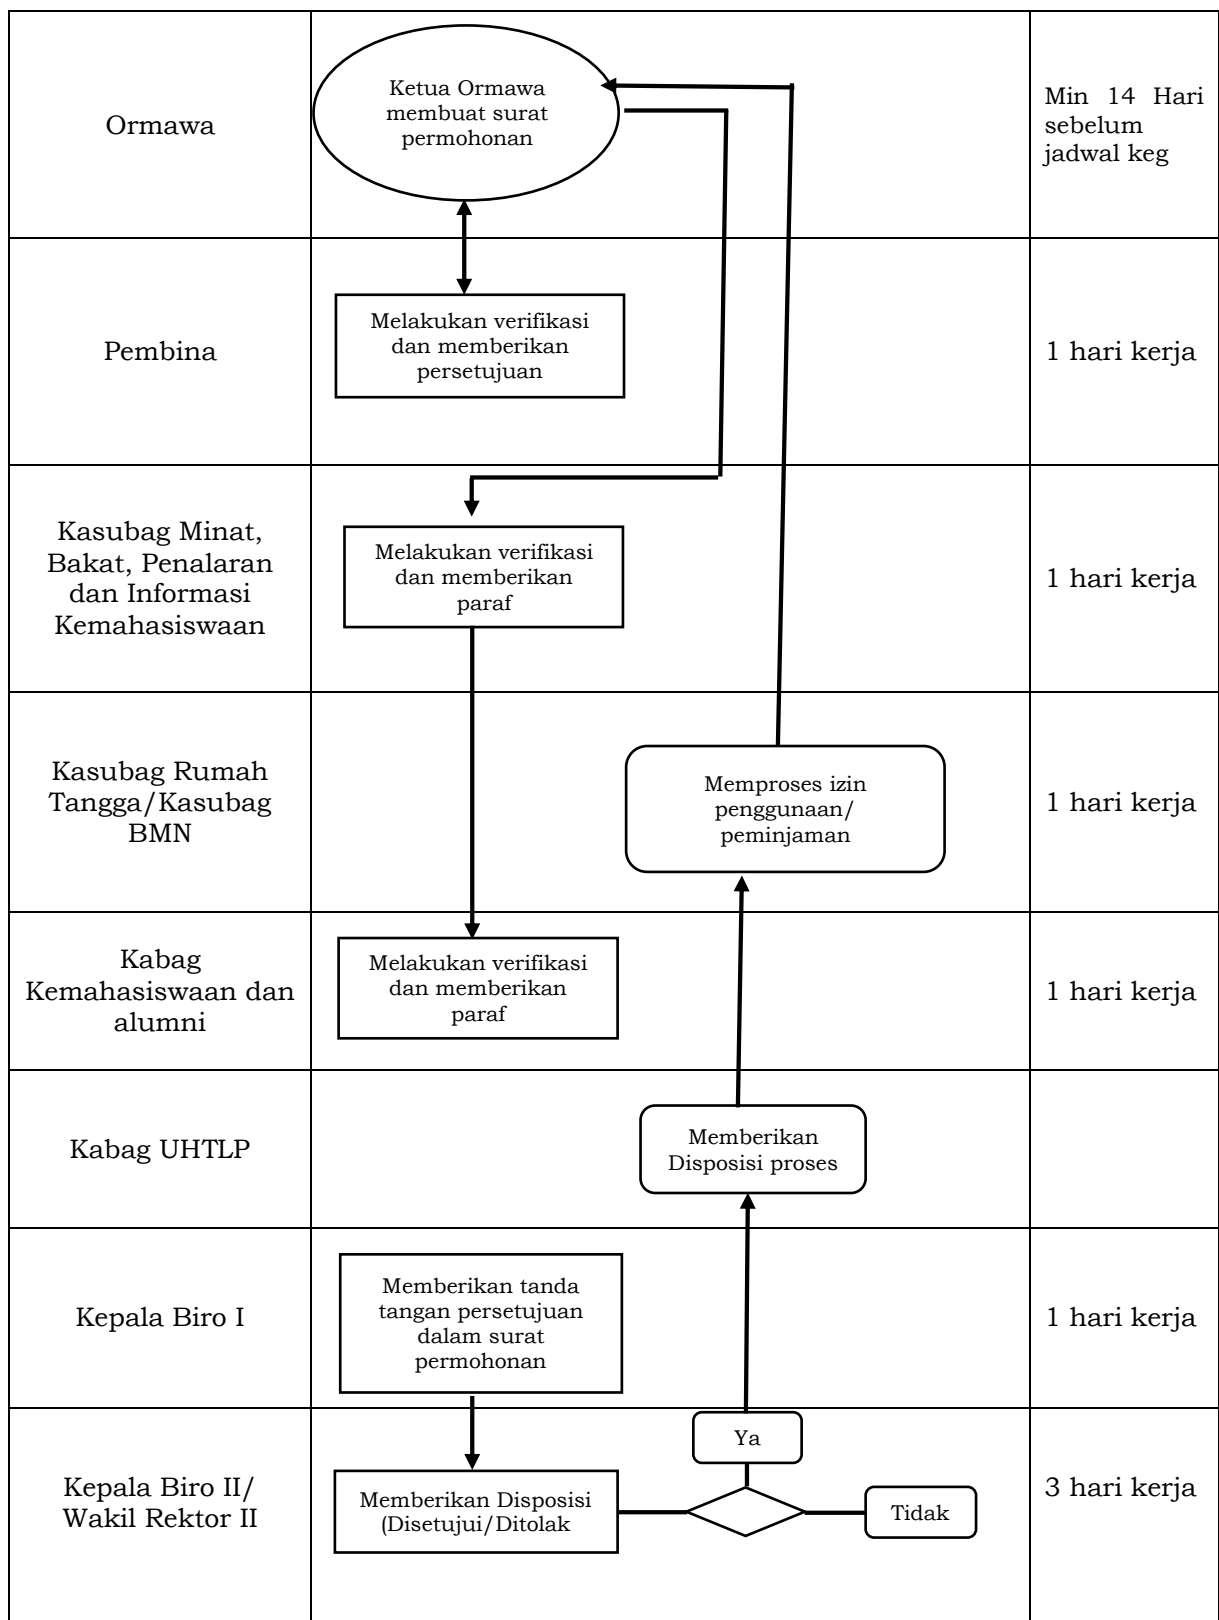 Ormawa
Ketua Ormawa
membuat surat
permohonan
Min 14 Hari
sebelum
jadwal keg
Pembina
Melakukan verifikasi
dan memberikan
persetujuan
1 hari kerja
Kasubag Minat,
Bakat, Penalaran
dan Informasi
Kemahasiswaan
Melakukan verifikasi
dan memberikan
paraf
1 hari kerja
Kasubag Rumah
Tangga/Kasubag
BMN
Memproses izin
penggunaan/
peminjaman
1 hari kerja
Kabag
Kemahasiswaan dan
alumni
Melakukan verifikasi
dan memberikan
paraf
1 hari kerja
Kabag UHTLP
Memberikan
Disposisi proses
Kepala Biro I
Memberikan tanda
tangan persetujuan
dalam surat
permohonan
1 hari kerja
Kepala Biro II/
Wakil Rektor II
Memberikan Disposisi
(Disetujui/Ditolak
Ya
Tidak
3 hari kerja